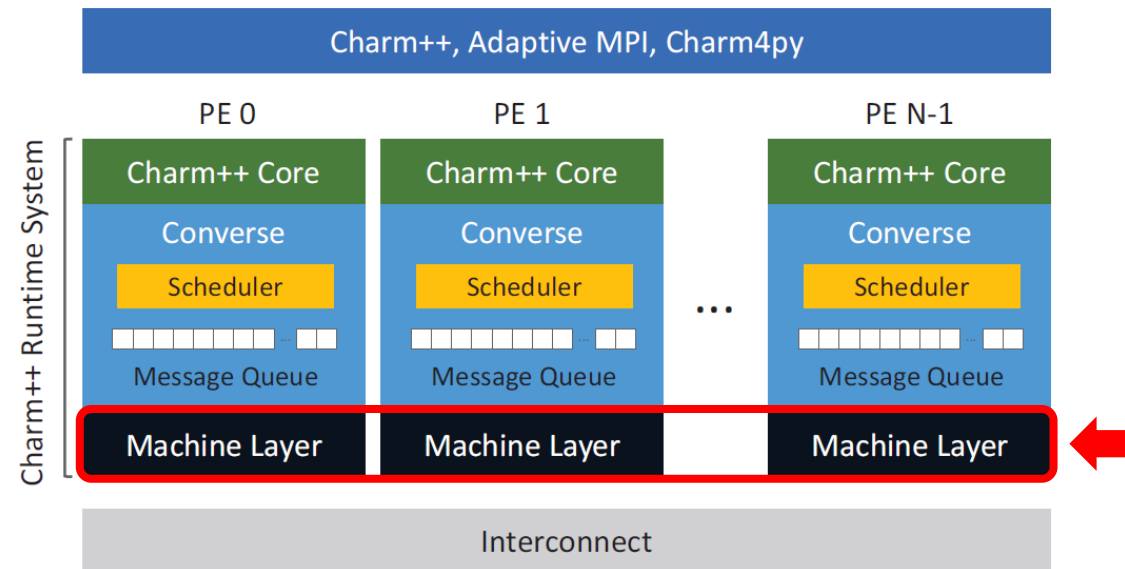 Charm++, Adaptive MPI, Charm4py
PE 0 PE 1 PE N-1
Charm++ Runtime System
Charm++ Core Charm++ Core Charm++ Core
Converse Converse Converse
Scheduler Scheduler ... Scheduler
... ... ...
Message Queue Message Queue Message Queue
Machine Layer Machine Layer Machine Layer
Interconnect